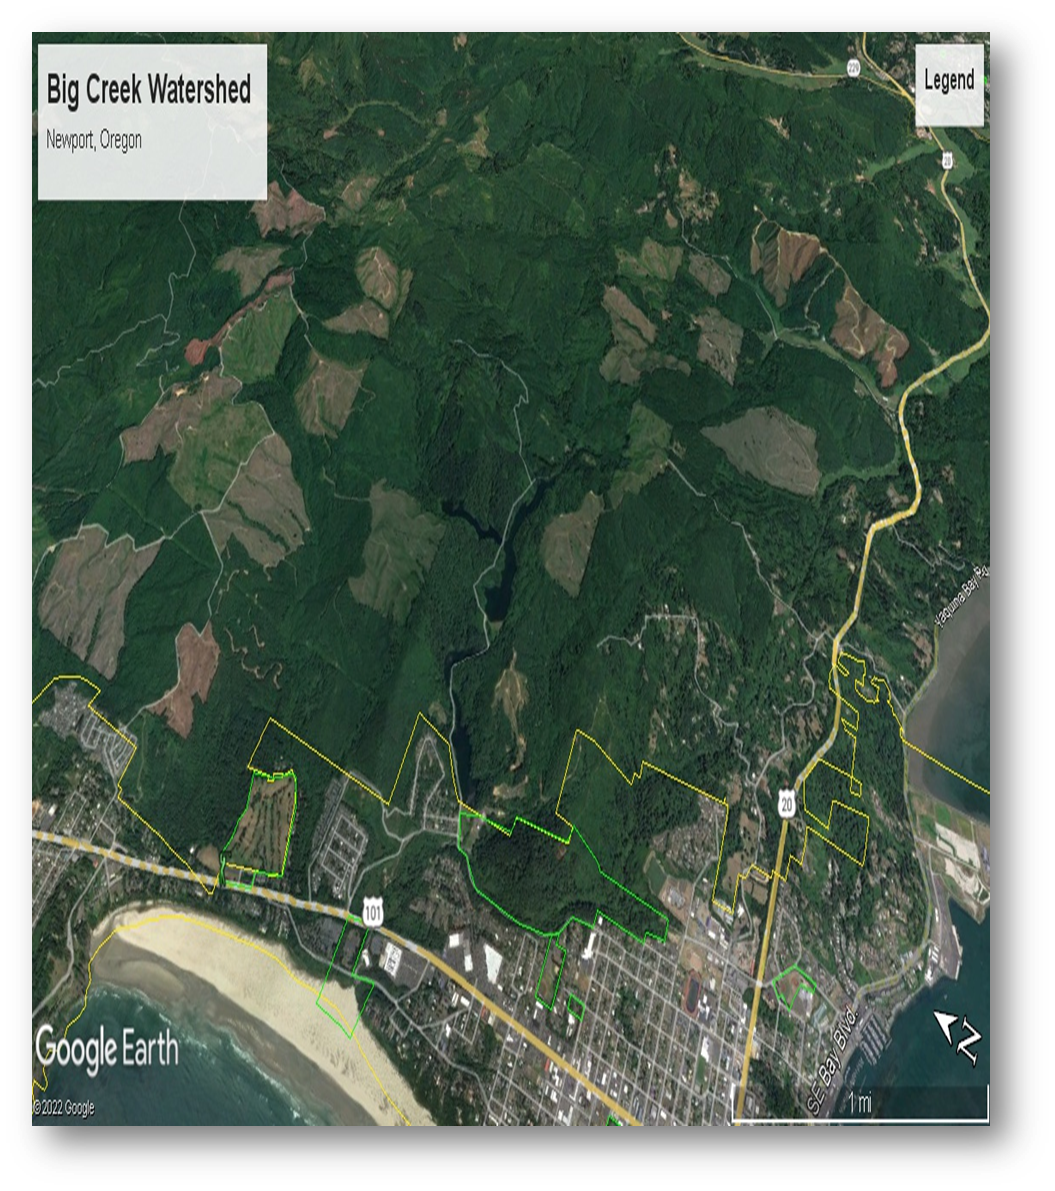 Big Creek Watershed
Newport, Oregon
Legend
229
20
Yaquina Bay Rd
20
101
SE Bay Blvd.
N
Google Earth
©2022 Google
1 mi